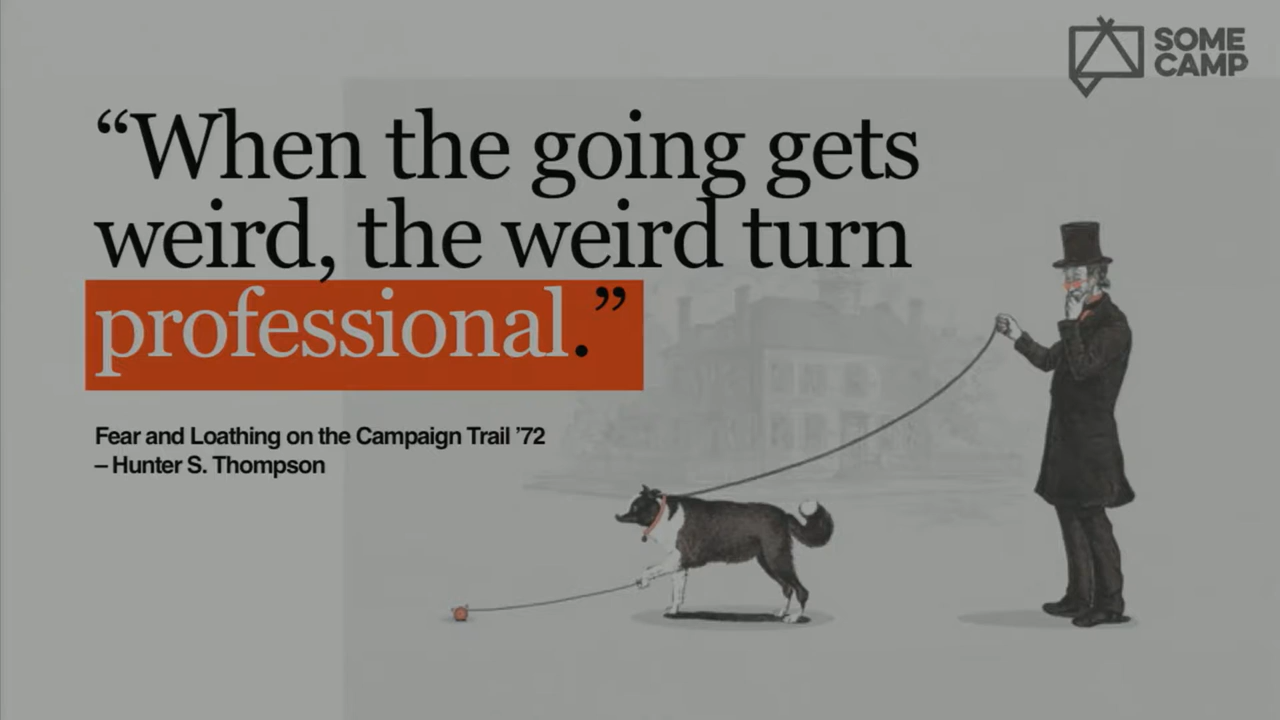 SOME
CAMP
“When the going gets
weird, the weird turn
professional.”
Fear and Loathing on the Campaign Trail ’72
– Hunter S. Thompson